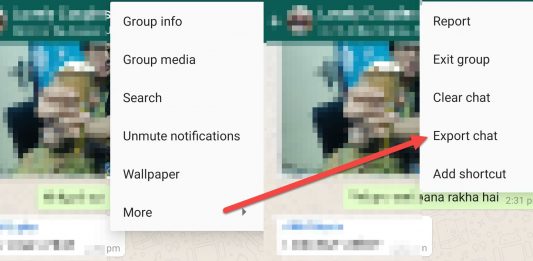 Group info
Group media
Search
Unmute notifications
Wallpaper
More
pm
Report
Exit group
Clear chat
Export chat
Add shortcut
ana rakha hai 2:31 p